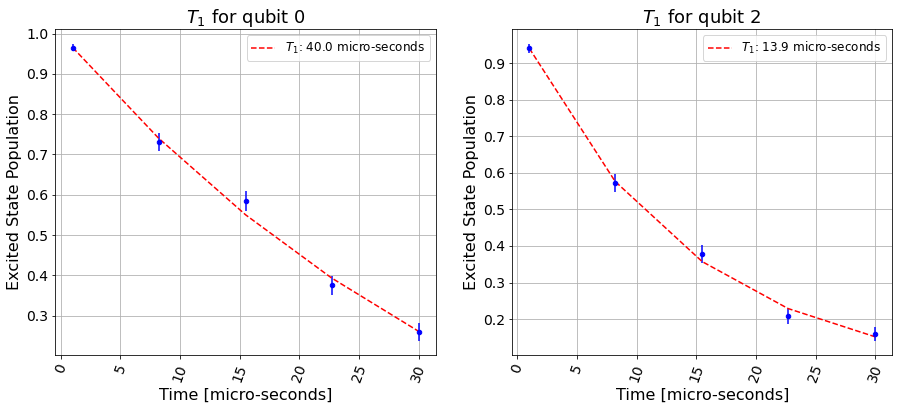 T₁ for qubit 0
T₁: 40.0 micro-seconds
1.0
0.9
0.8
0.7
0.6
0.5
0.4
0.3
Excited State Population
0 5 10 15 20 25 30
Time [micro-seconds]
T₁ for qubit 2
T₁: 13.9 micro-seconds
0.9
0.8
0.7
0.6
0.5
0.4
0.3
0.2
Excited State Population
0 5 10 15 20 25 30
Time [micro-seconds]